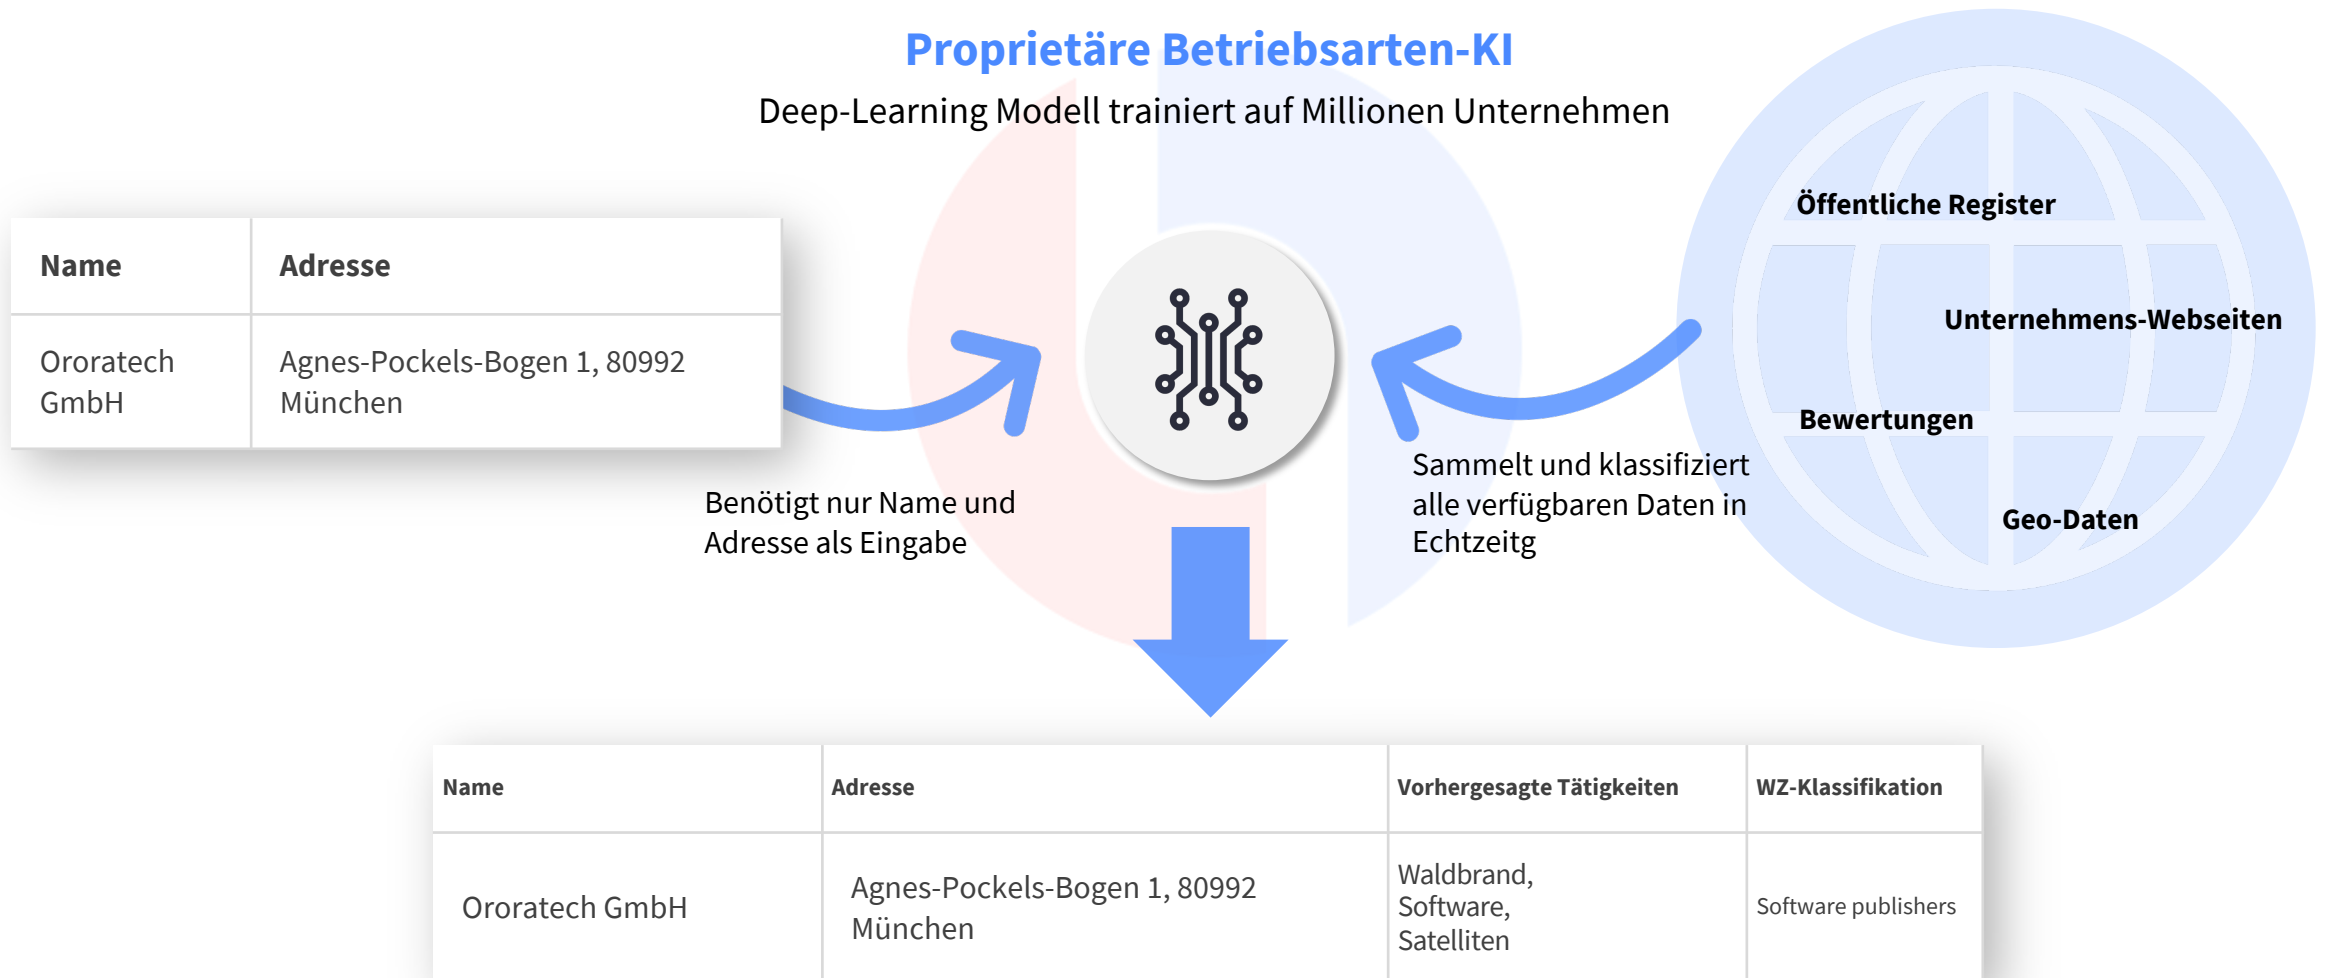 Proprietäre Betriebsarten-KI
Deep-Learning Modell trainiert auf Millionen Unternehmen
Name
Adresse
Ororatech
GmbH
Agnes-Pockels-Bogen 1, 80992
München
Benötigt nur Name und
Adresse als Eingabe
Öffentliche Register
Unternehmens-Webseiten
Bewertungen
Geo-Daten
Sammelt und klassifiziert
alle verfügbaren Daten in
Echtzeitg
Name
Adresse
Vorhergesagte Tätigkeiten
WZ-Klassifikation
Ororatech GmbH
Agnes-Pockels-Bogen 1, 80992
München
Waldbrand,
Software,
Satelliten
Software publishers